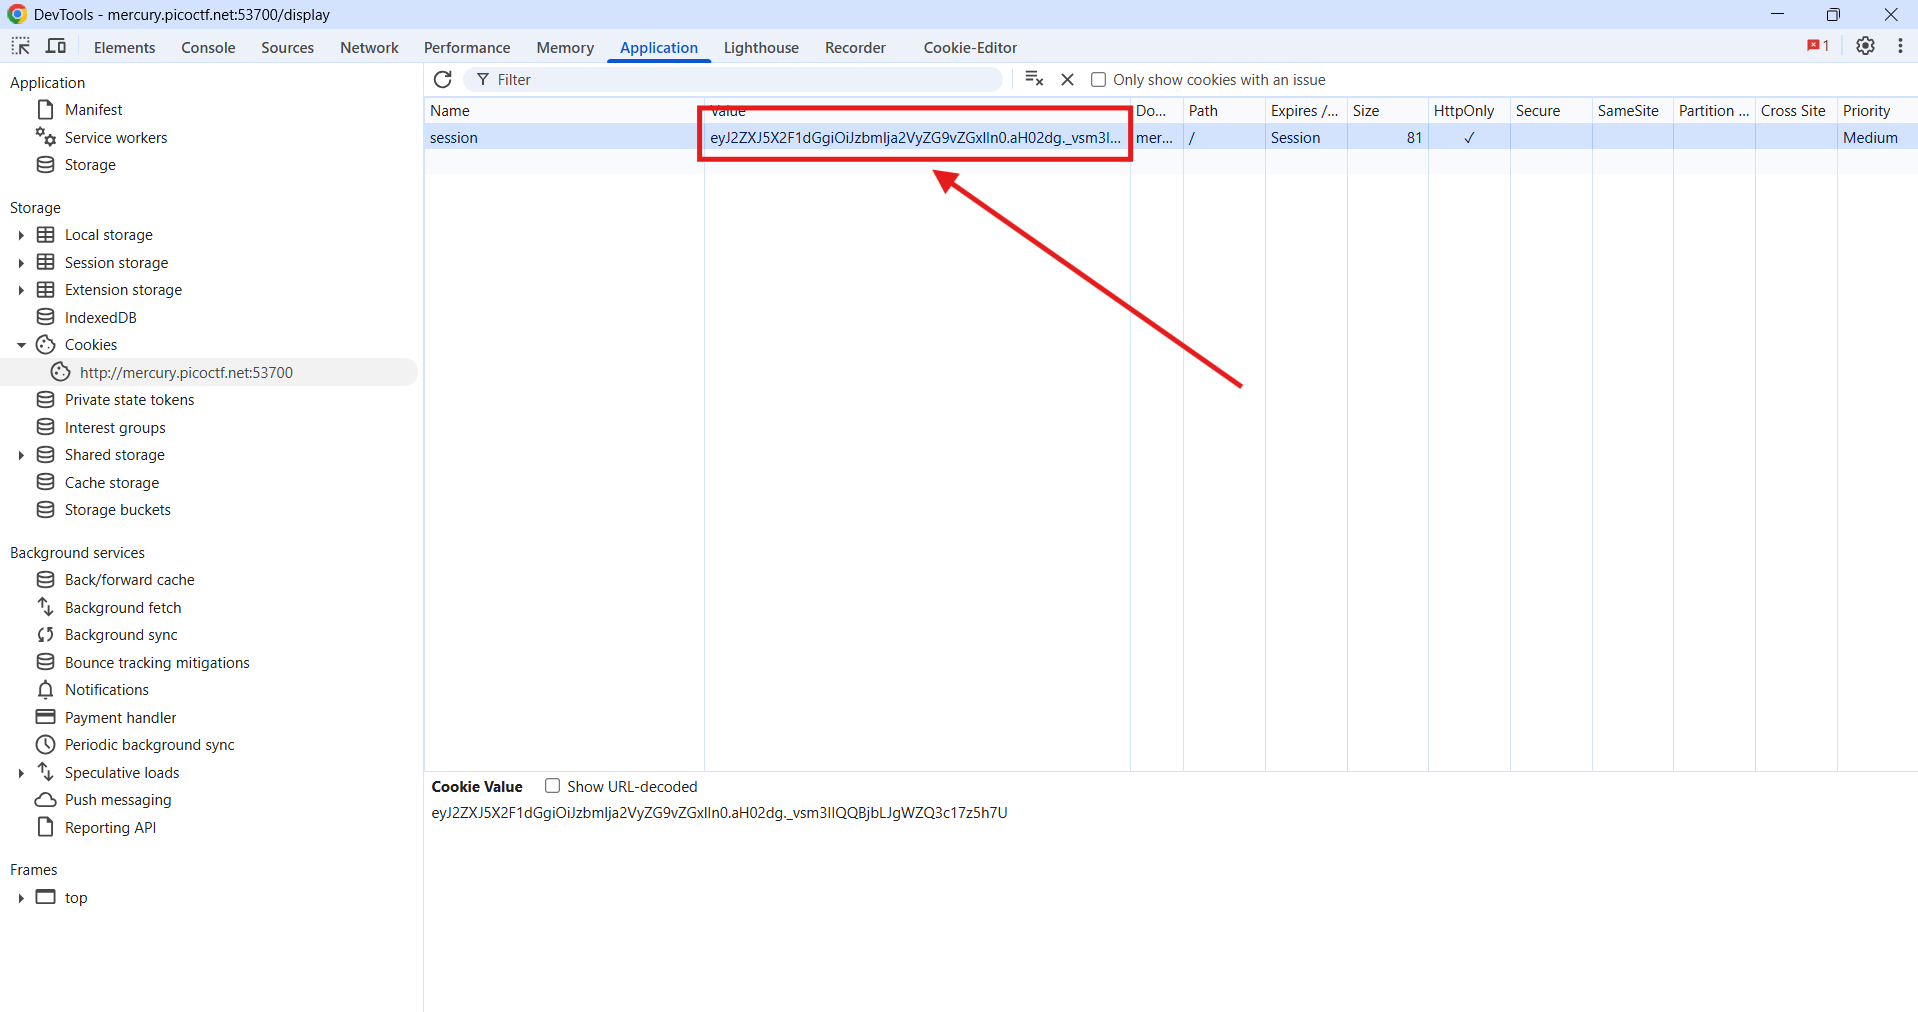 DevTools - mercury.picoctf.net:53700/display
Elements Console Sources Network Performance Memory Application Lighthouse Recorder Cookie-Editor 1
Application
Manifest
Service workers
Storage
Storage
Local storage
Session storage
Extension storage
IndexedDB
Cookies
http://mercury.picoctf.net:53700
Private state tokens
Interest groups
Shared storage
Cache storage
Storage buckets
Background services
Back/forward cache
Background fetch
Background sync
Bounce tracking mitigations
Notifications
Payment handler
Periodic background sync
Speculative loads
Push messaging
Reporting API
Frames
top
Filter Only show cookies with an issue
Name Value Do... Path Expires /... Size HttpOnly Secure SameSite Partition ... Cross Site Priority
session eyJ2ZXJ5X2F1dGgiOiJzbmlja2VyZG9vZGxlIn0.aH02dg._vsm3I... mer... / Session 81 ✓ Medium
Cookie Value Show URL-decoded
eyJ2ZXJ5X2F1dGgiOiJzbmlja2VyZG9vZGxlIn0.aH02dg._vsm3IlQQBjbLJgWZQ3c17z5h7U